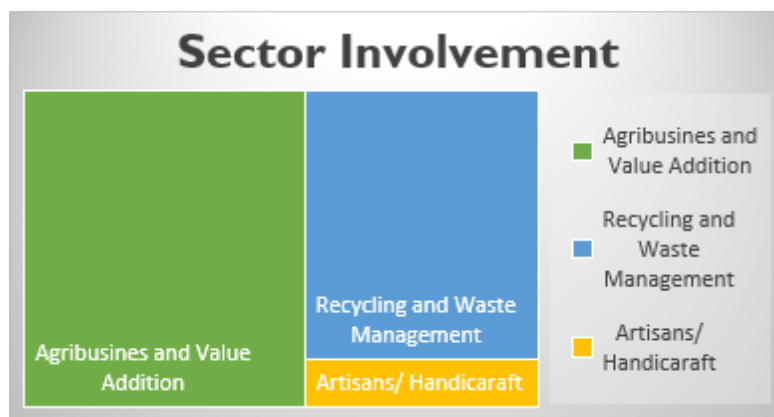 Sector Involvement
Agribusines and Value
Addition
Recycling and Waste
Management
Artisans/ Handicaraft
Agribusines and
Value Addition
Recycling and
Waste
Management
Artisans/
Handicaraft